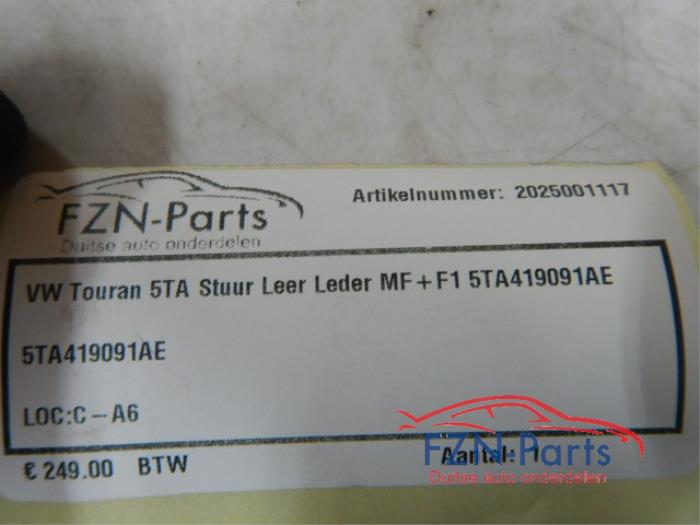 FZN-Parts
Duitse auto onderdelen
Artikelnummer: 2025001117
VW Touran 5TA Stuur Leer Leder MF+F1 5TA419091AE
5TA419091AE
LOC:C-A6
€ 249.00 BTW
Aantal: 1
FZN-Parts
Duitse auto onderdelen